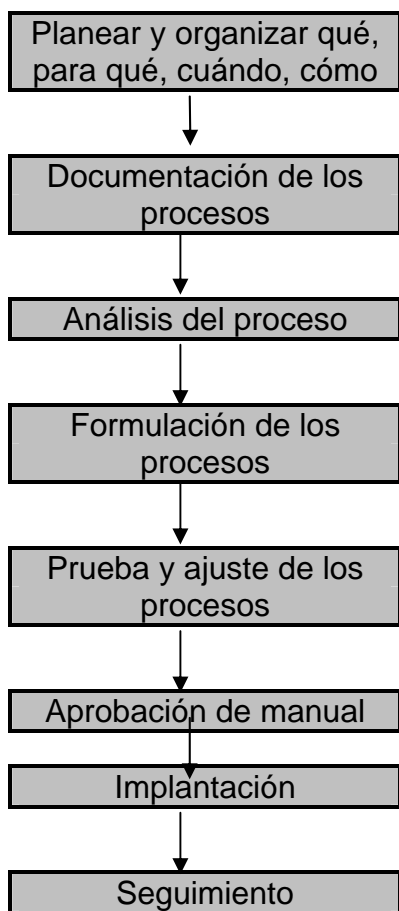 Planear y organizar qué,
para qué, cuándo, cómo
Documentación de los
procesos
Análisis del proceso
Formulación de los
procesos
Prueba y ajuste de los
procesos
Aprobación de manual
Implantación
Seguimiento